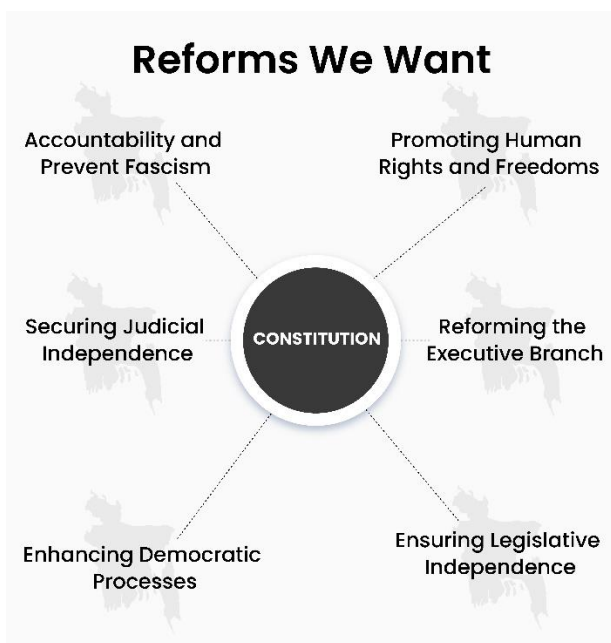 Reforms We Want
Accountability and
Prevent Fascism
Promoting Human
Rights and Freedoms
Securing Judicial
Independence
CONSTITUTION
Reforming the
Executive Branch
Enhancing Democratic
Processes
Ensuring Legislative
Independence